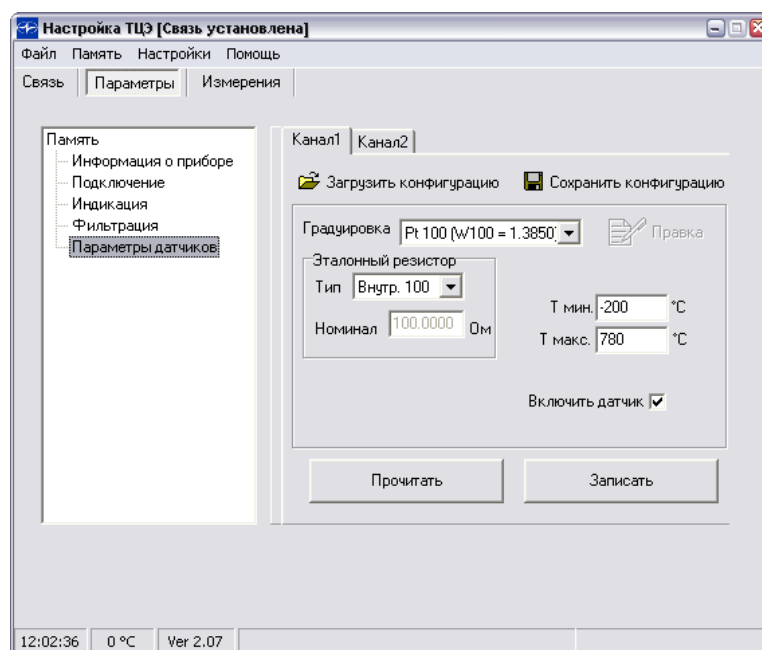 Настройка ТЦЭ [Связь установлена]
Файл Память Настройки Помощь
Связь Параметры Измерения
Память
Информация о приборе
Подключение
Индикация
Фильтрация
Параметры датчиков
Канал1 Канал2
Загрузить конфигурацию Сохранить конфигурацию
Градуировка Pt 100 (W100 = 1.3850) Правка
Эталонный резистор
Тип Внутр. 100
Номинал 100.0000 Ом
Т мин. -200 °C
Т макс. 780 °C
Включить датчик
Прочитать Записать
12:02:36 0 °C Ver 2.07